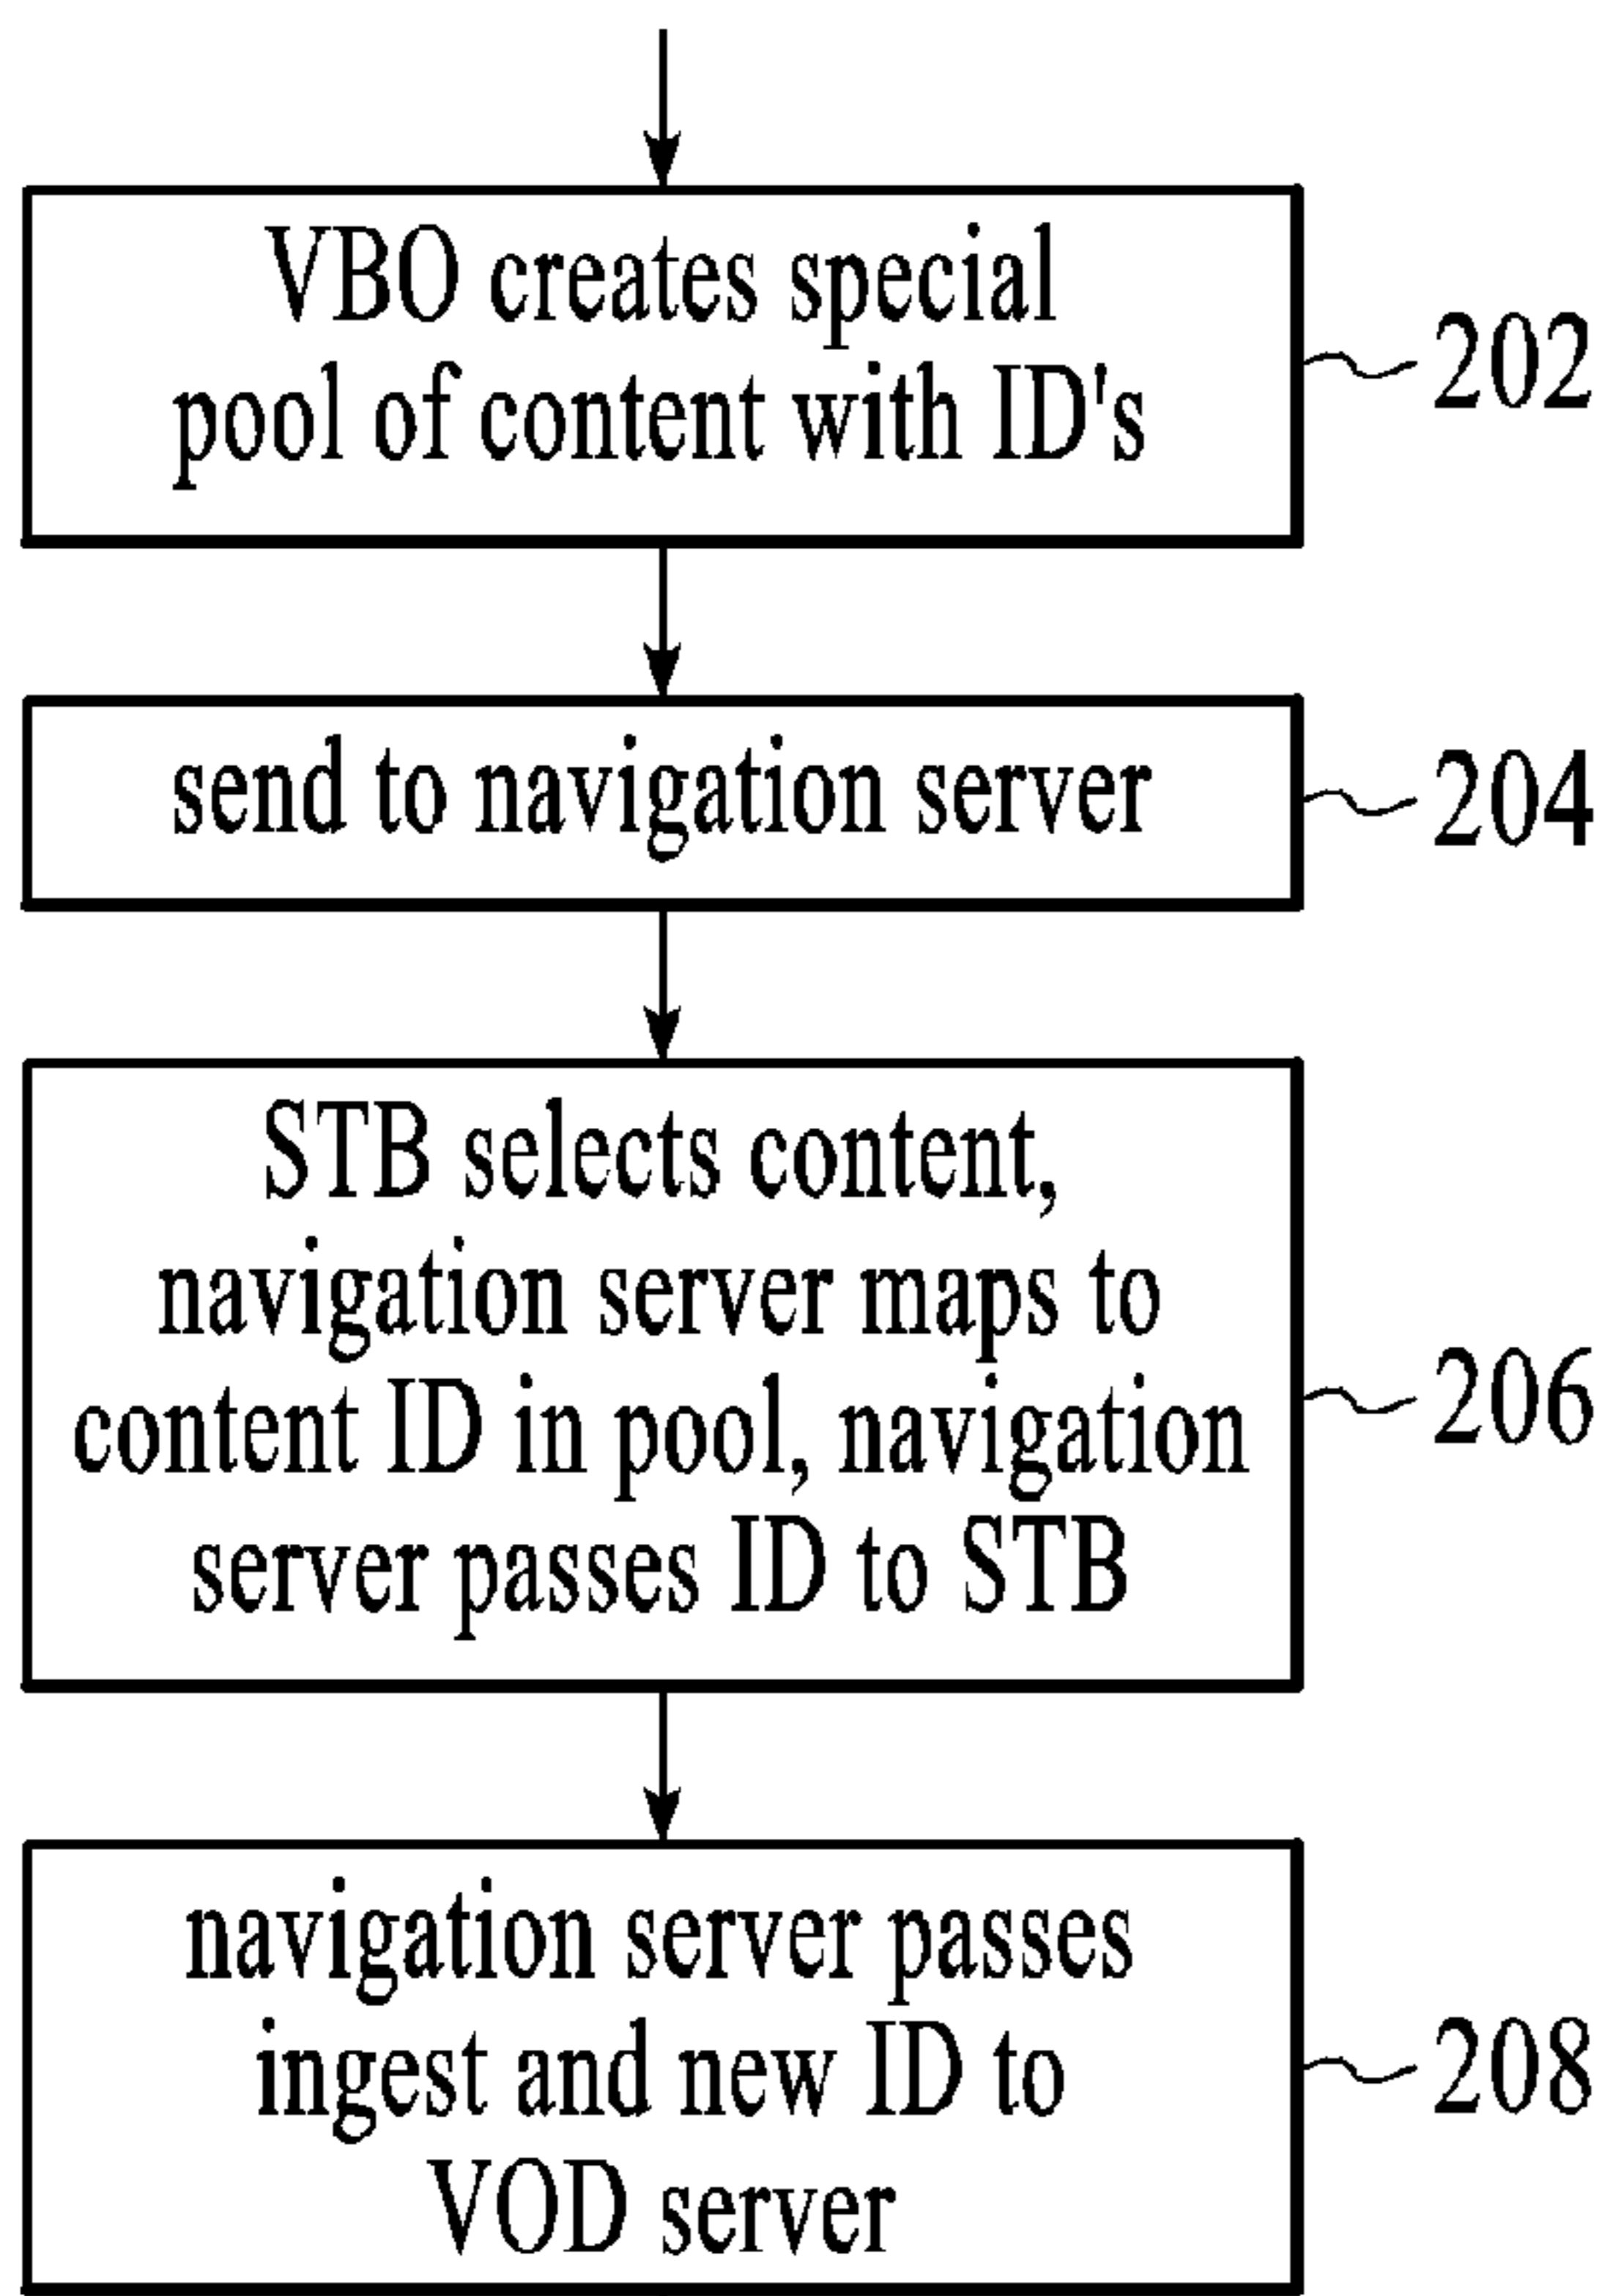 VBO creates special
pool of content with ID's
202
send to navigation server
204
STB selects content,
navigation server maps to
content ID in pool, navigation
server passes ID to STB
206
navigation server passes
ingest and new ID to
VOD server
208